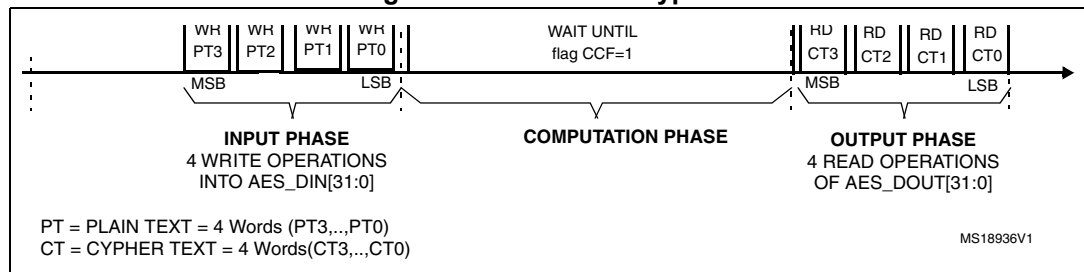 WR WR WR WR WAIT UNTIL RD RD RD RD
PT3 PT2 PT1 PT0 flag CCF=1 CT3 CT2 CT1 CT0
MSB LSB MSB LSB
INPUT PHASE COMPUTATION PHASE OUTPUT PHASE
4 WRITE OPERATIONS 4 READ OPERATIONS
INTO AES_DIN[31:0] OF AES_DOUT[31:0]
PT = PLAIN TEXT = 4 Words (PT3,..,PT0)
CT = CYPHER TEXT = 4 Words(CT3,..,CT0)
MS18936V1